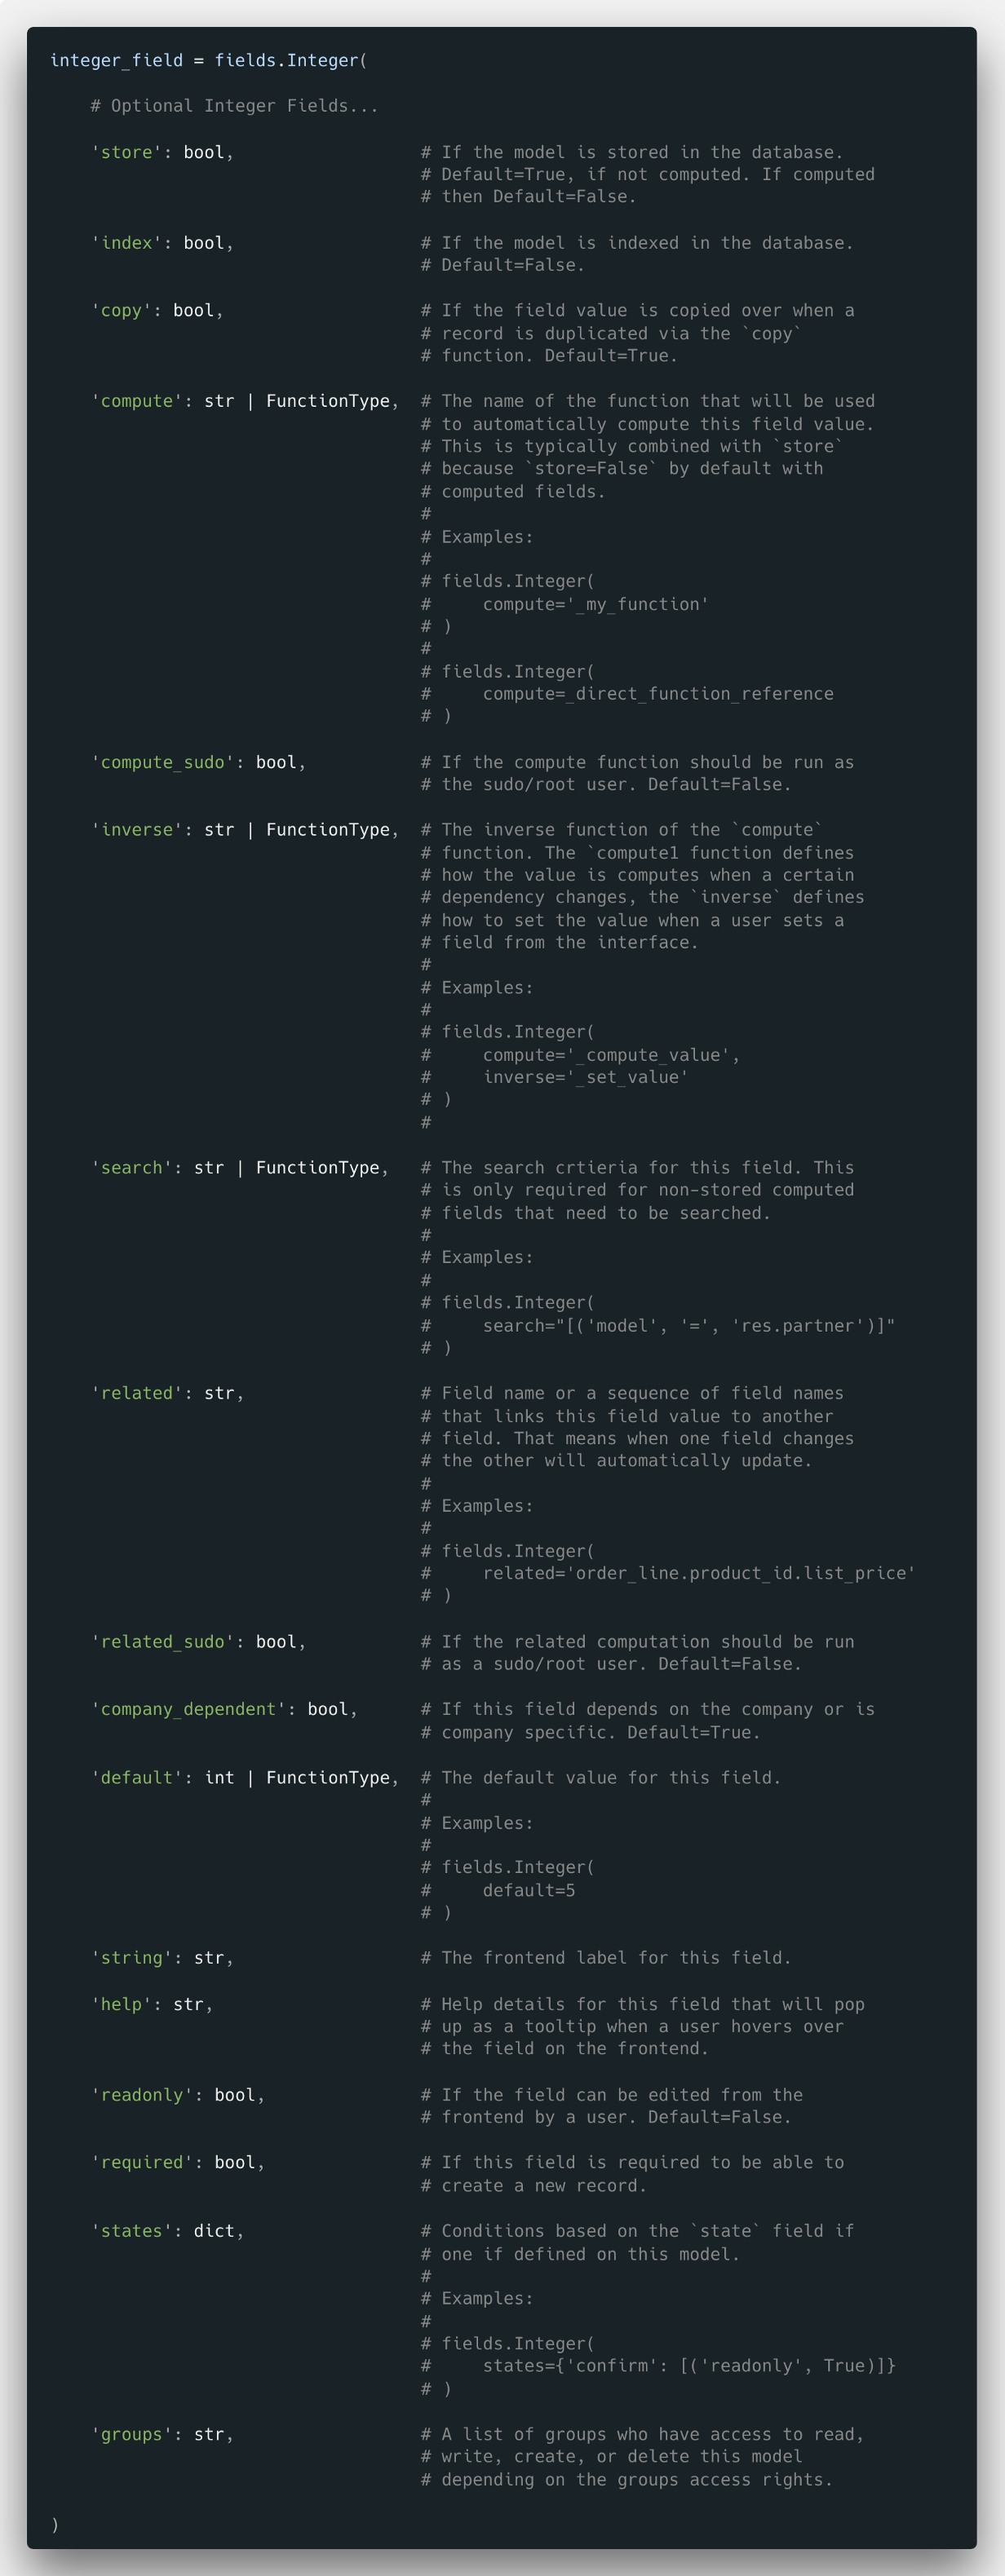 integer_field = fields.Integer(
# Optional Integer Fields...
'store': bool, # If the model is stored in the database.
# Default=True, if not computed. If computed
# then Default=False.
'index': bool, # If the model is indexed in the database.
# Default=False.
'copy': bool, # If the field value is copied over when a
# record is duplicated via the `copy`
# function. Default=True.
'compute': str | FunctionType, # The name of the function that will be used
# to automatically compute this field value.
# This is typically combined with `store`
# because `store=False` by default with
# computed fields.
#
# Examples:
#
# fields.Integer(
#     compute='_my_function'
# )
#
# fields.Integer(
#     compute=_direct_function_reference
# )
'compute_sudo': bool, # If the compute function should be run as
# the sudo/root user. Default=False.
'inverse': str | FunctionType, # The inverse function of the `compute`
# function. The `compute1 function defines
# how the value is computes when a certain
# dependency changes, the `inverse` defines
# how to set the value when a user sets a
# field from the interface.
#
# Examples:
#
# fields.Integer(
#     compute='_compute_value',
#     inverse='_set_value'
# )
#
'search': str | FunctionType, # The search crtieria for this field. This
# is only required for non-stored computed
# fields that need to be searched.
#
# Examples:
#
# fields.Integer(
#     search="[('model', '=', 'res.partner')]"
# )
'related': str, # Field name or a sequence of field names
# that links this field value to another
# field. That means when one field changes
# the other will automatically update.
#
# Examples:
#
# fields.Integer(
#     related='order_line.product_id.list_price'
# )
'related_sudo': bool, # If the related computation should be run
# as a sudo/root user. Default=False.
'company_dependent': bool, # If this field depends on the company or is
# company specific. Default=True.
'default': int | FunctionType, # The default value for this field.
#
# Examples:
#
# fields.Integer(
#     default=5
# )
'string': str, # The frontend label for this field.
'help': str, # Help details for this field that will pop
# up as a tooltip when a user hovers over
# the field on the frontend.
'readonly': bool, # If the field can be edited from the
# frontend by a user. Default=False.
'required': bool, # If this field is required to be able to
# create a new record.
'states': dict, # Conditions based on the `state` field if
# one if defined on this model.
#
# Examples:
#
# fields.Integer(
#     states={'confirm': [('readonly', True)]}
# )
'groups': str, # A list of groups who have access to read,
# write, create, or delete this model
# depending on the groups access rights.
)